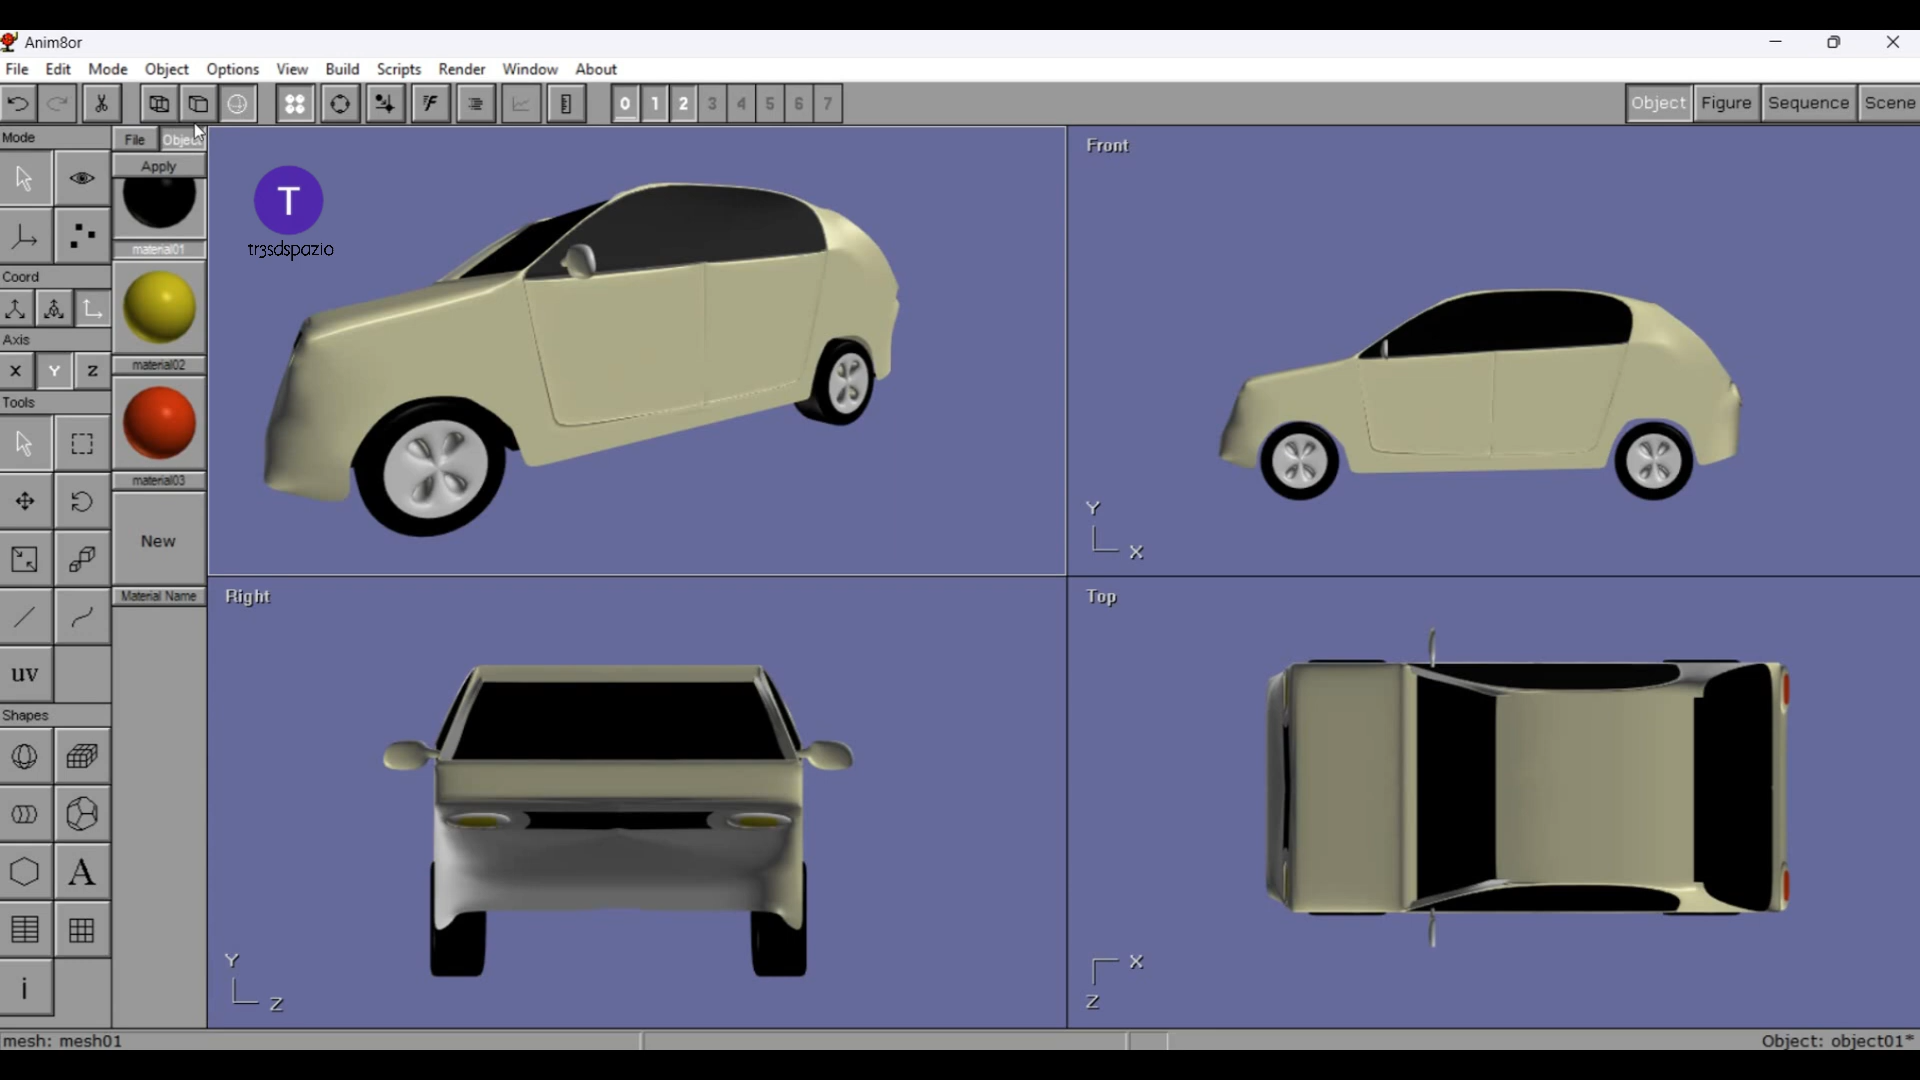 Anim8or
File Edit Mode Object Options View Build Scripts Render Window About
0 1 2 3 4 5 6 7
Object Figure Sequence Scene
Mode
File Object
Apply
material01
Coord
Axis
X Y Z
material02
Tools
material03
New
Material Name
uv
Shapes
A
i
T
tr3sdspazio
Front
Y
X
Right
Y
Z
Top
X
Z
mesh: mesh01
Object: object01*